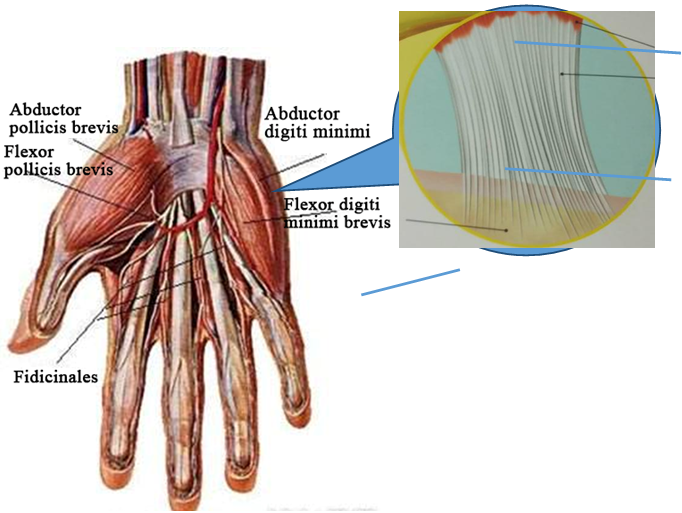 Abductor
pollicis brevis
Flexor
pollicis brevis
Abductor
digiti minimi
Flexor digiti
minimi brevis
Fidicinales